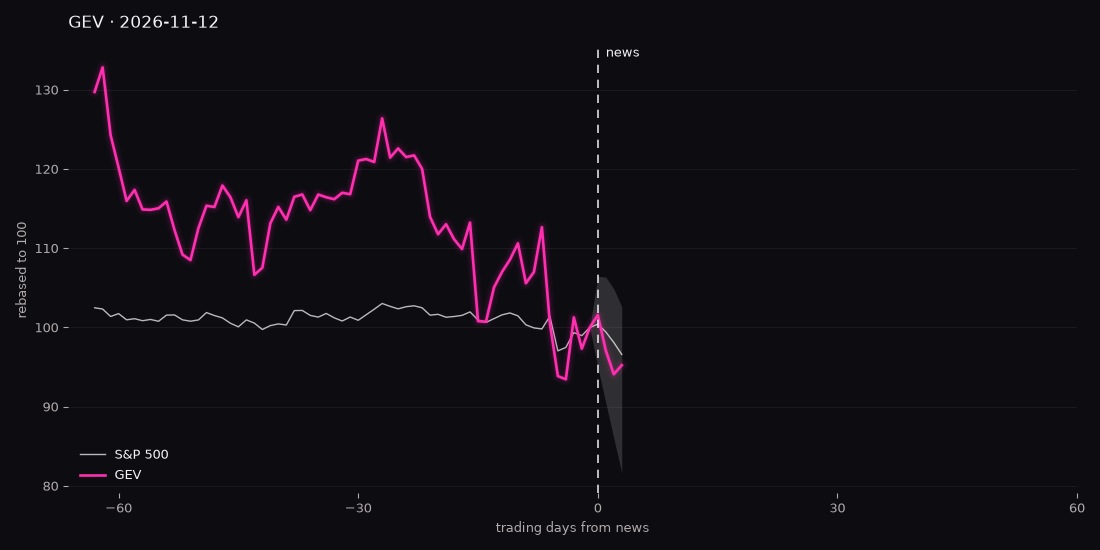 GEV · 2026-11-12
news
130
120
110
100
90
80
rebased to 100
S&P 500
GEV
−60
−30
0
30
60
trading days from news